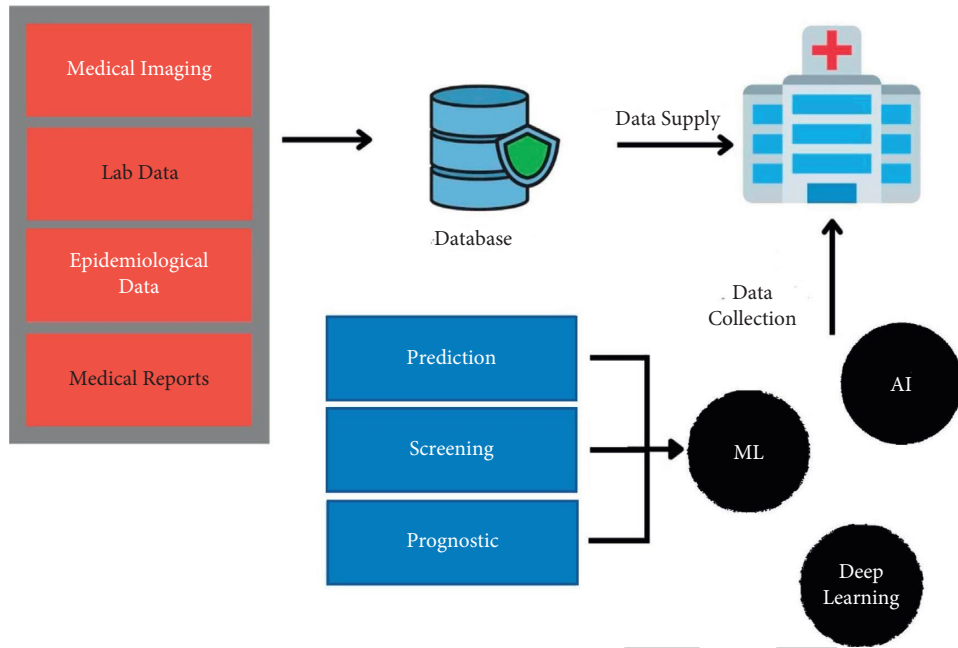 Medical Imaging
Lab Data
Epidemiological
Data
Medical Reports
Database
Data Supply
Data
Collection
Prediction
Screening
Prognostic
ML
AI
Deep
Learning